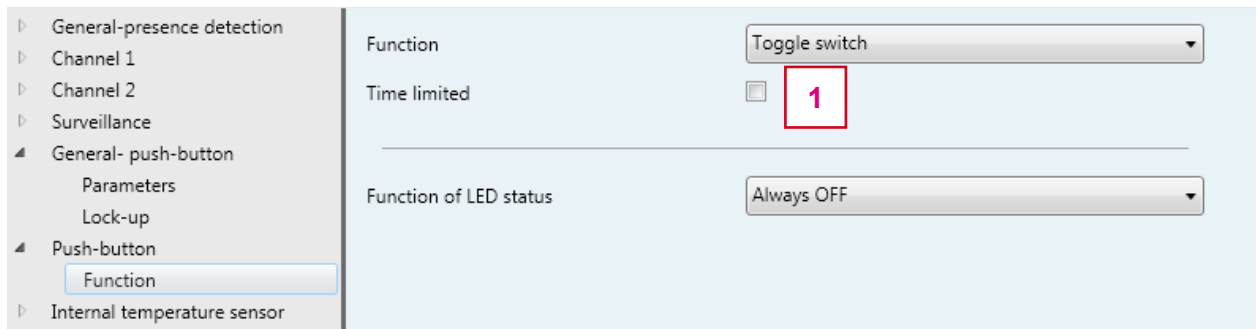 General-presence detection
Channel 1
Channel 2
Surveillance
General- push-button
Parameters
Lock-up
Push-button
Function
Internal temperature sensor
Function
Toggle switch
Time limited
1
Function of LED status
Always OFF